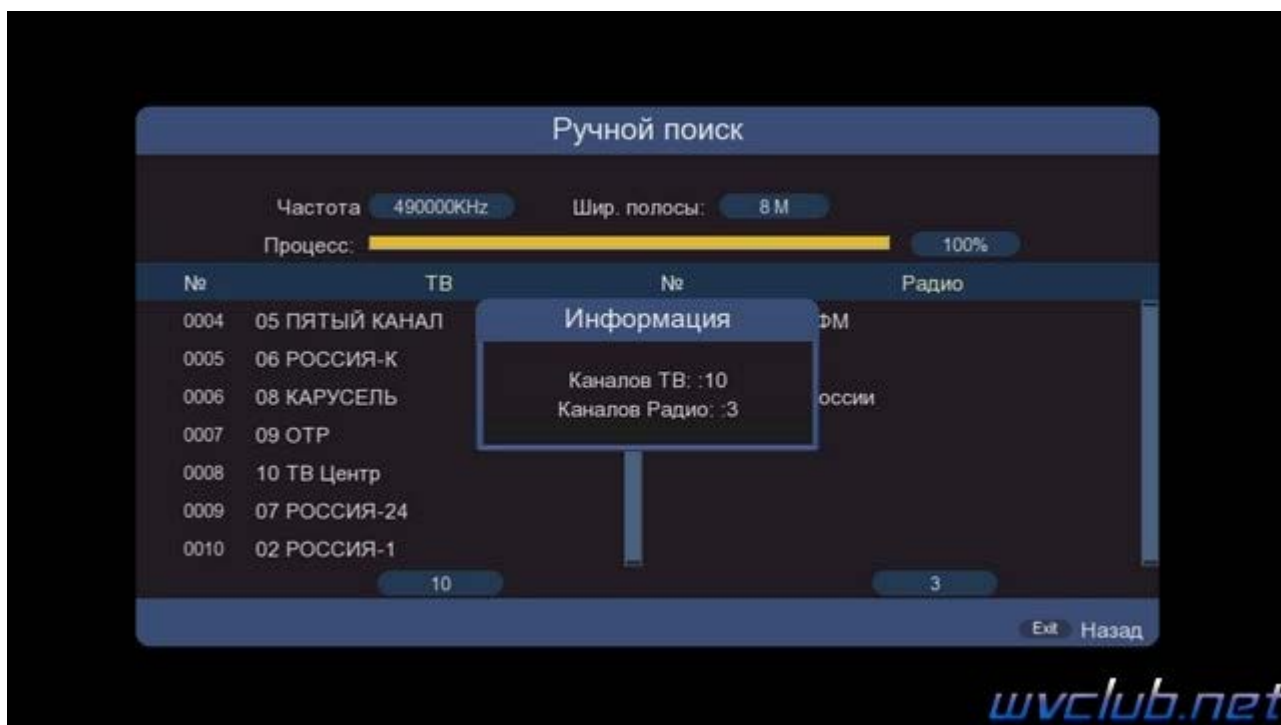 Ручной поиск
Частота 490000KHz Шир. полосы: 8 M
Процесс: 100%
№ ТВ № Радио
0004 05 ПЯТЫЙ КАНАЛ ФМ
0005 06 РОССИЯ-К
0006 08 КАРУСЕЛЬ оссии
0007 09 ОТР
0008 10 ТВ Центр
0009 07 РОССИЯ-24
0010 02 РОССИЯ-1
Информация
Каналов ТВ: :10
Каналов Радио: :3
10 3
Exit Назад
wvclub.net